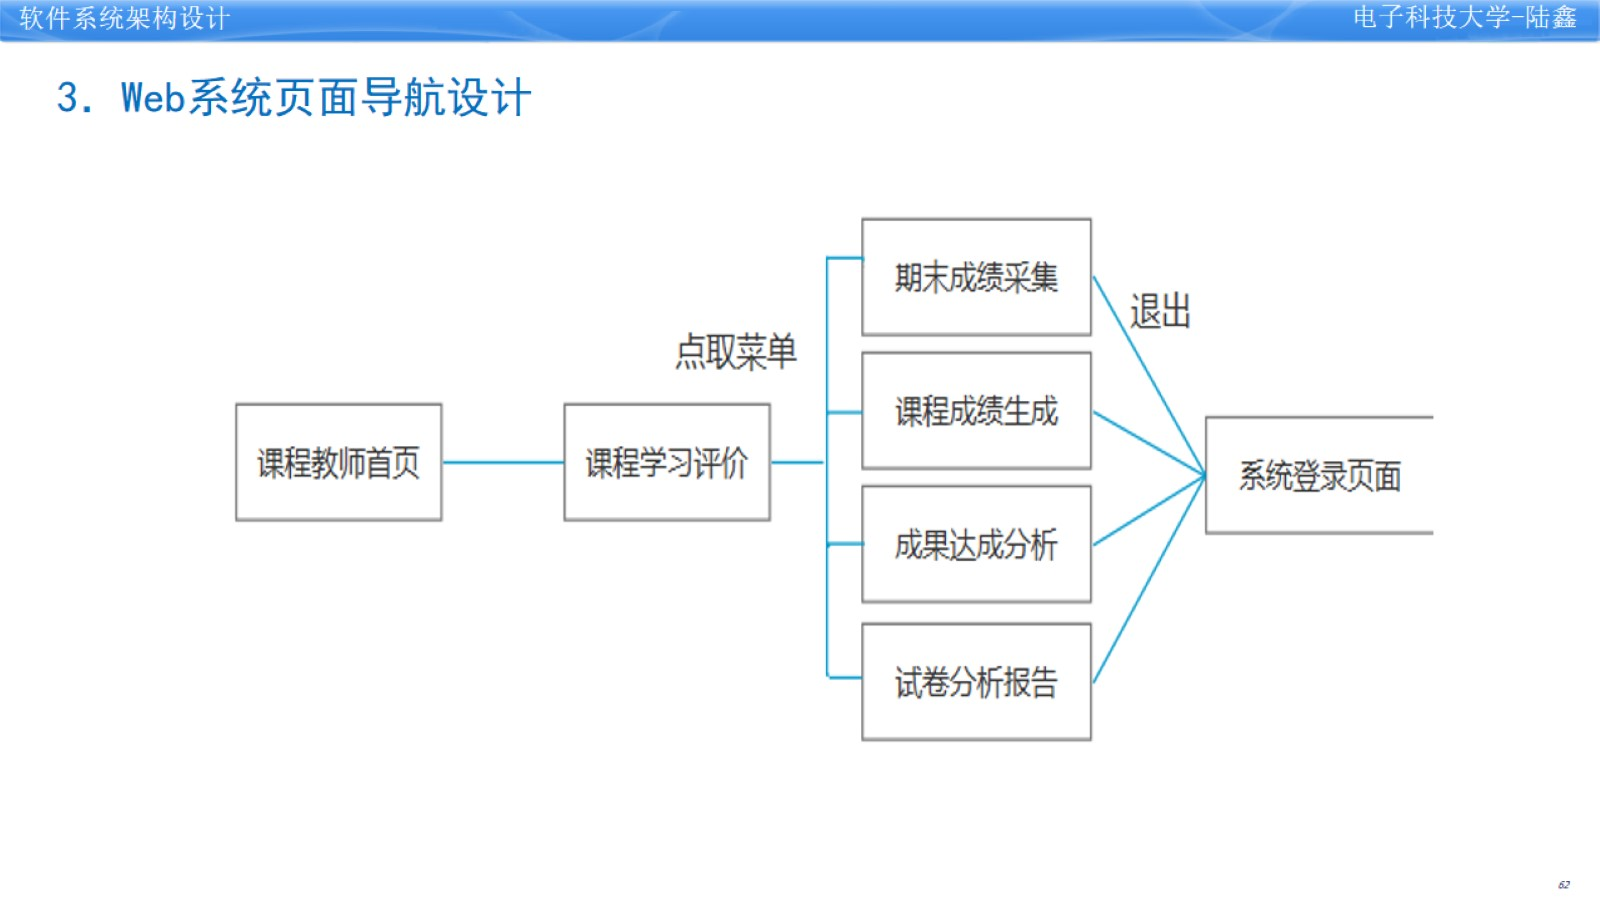 软件系统架构设计
电子科技大学-陆鑫
3. Web系统页面导航设计
期末成绩采集
退出
点取菜单
课程成绩生成
课程教师首页
课程学习评价
系统登录页面
成果达成分析
试卷分析报告
62